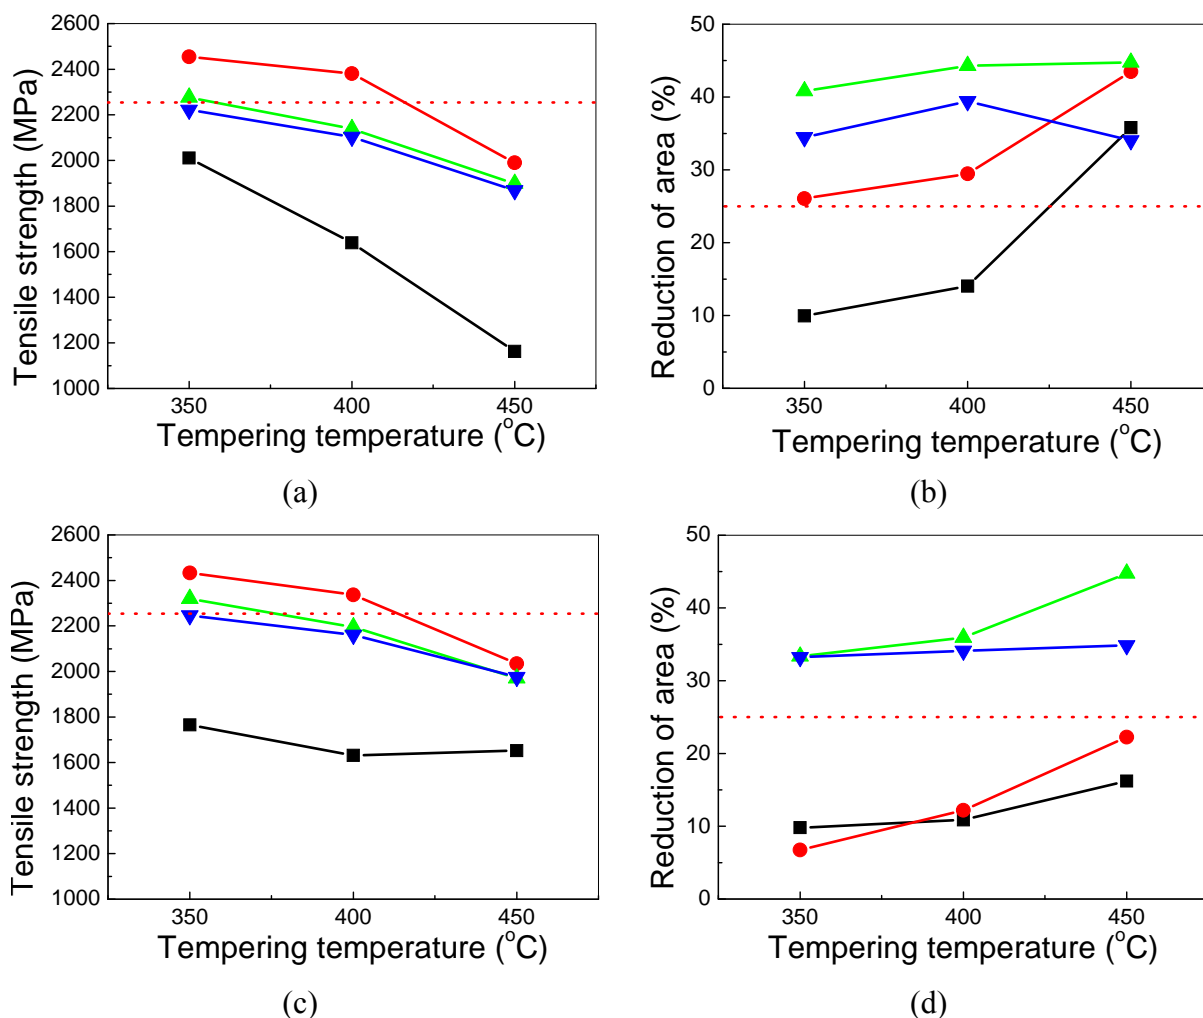 2600
2400
2200
2000
1800
1600
1400
1200
1000
Tensile strength (MPa)
350 400 450
Tempering temperature (°C)
(a)
50
40
30
20
10
0
Reduction of area (%)
350 400 450
Tempering temperature (°C)
(b)
2600
2400
2200
2000
1800
1600
1400
1200
1000
Tensile strength (MPa)
350 400 450
Tempering temperature (°C)
(c)
50
40
30
20
10
0
Reduction of area (%)
350 400 450
Tempering temperature (°C)
(d)